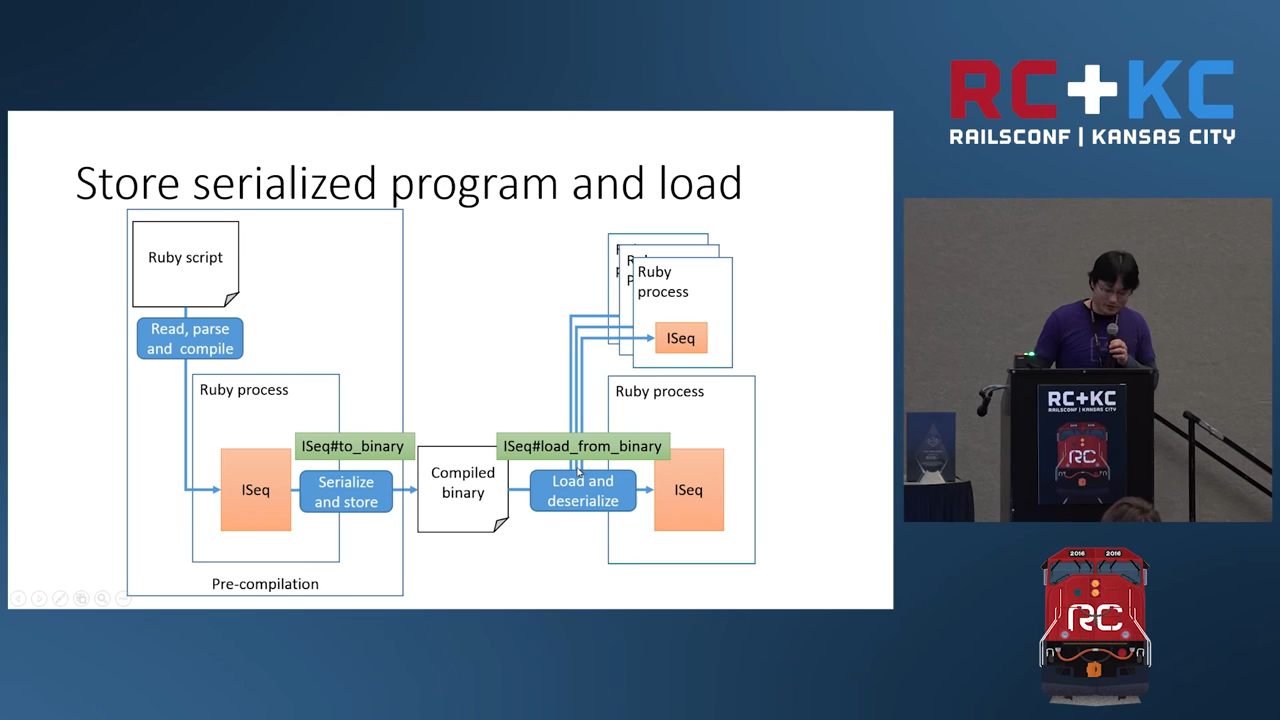 RC+KC
RAILSCONF | KANSAS CITY
Store serialized program and load
Ruby script
Read, parse
and compile
Ruby process
ISeq#to_binary
ISeq
Serialize
and store
Pre-compilation
Compiled
binary
ISeq#load_from_binary
Load and
deserialize
Ruby
process
ISeq
Ruby process
ISeq
RC+KC
RAILSCONF | KANSAS CITY
RC
2016 2016
RC